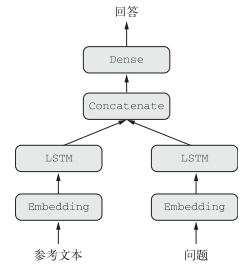 回答
Dense
Concatenate
LSTM LSTM
Embedding Embedding
参考文本 问题